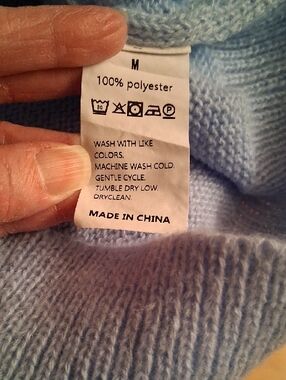 M
100% polyester
WASH WITH LIKE
COLORS.
MACHINE WASH COLD.
GENTLE CYCLE.
TUMBLE DRY LOW.
DRYCLEAN.
MADE IN CHINA